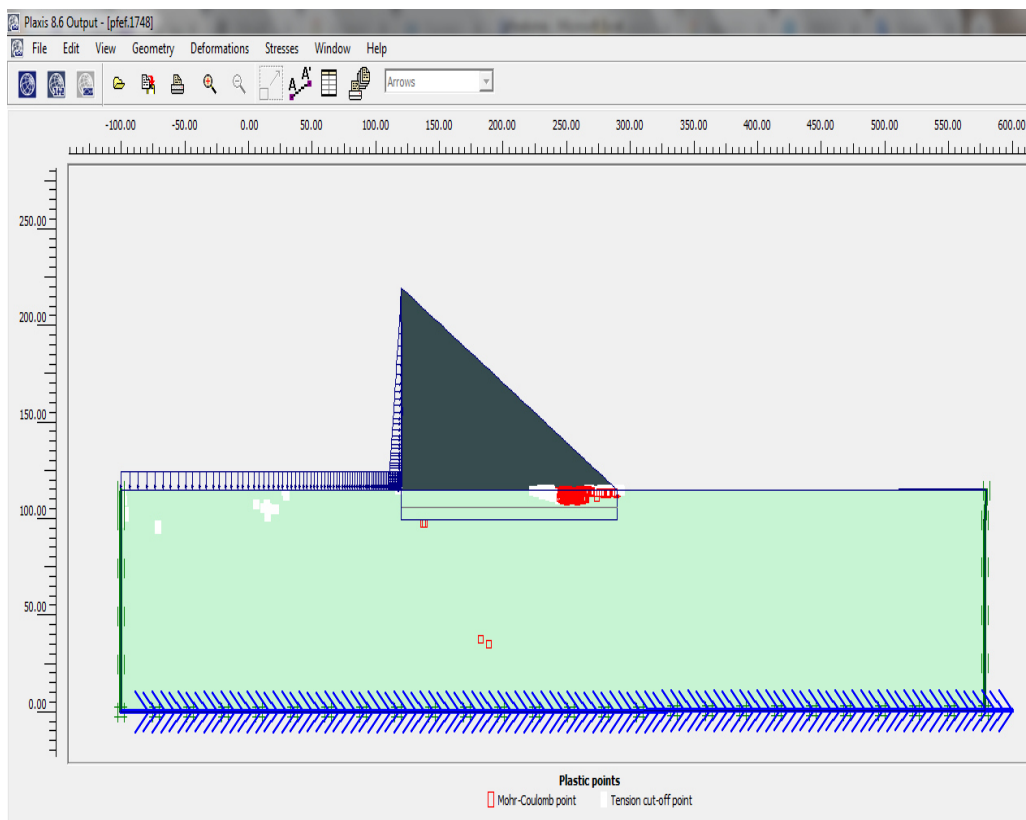 Plaxis 8.6 Output - [pfef.1748]
File Edit View Geometry Deformations Stresses Window Help
A A' Arrows
-100.00 -50.00 0.00 50.00 100.00 150.00 200.00 250.00 300.00 350.00 400.00 450.00 500.00 550.00 600.00
250.00
200.00
150.00
100.00
50.00
0.00
Plastic points
Mohr-Coulomb point Tension cut-off point